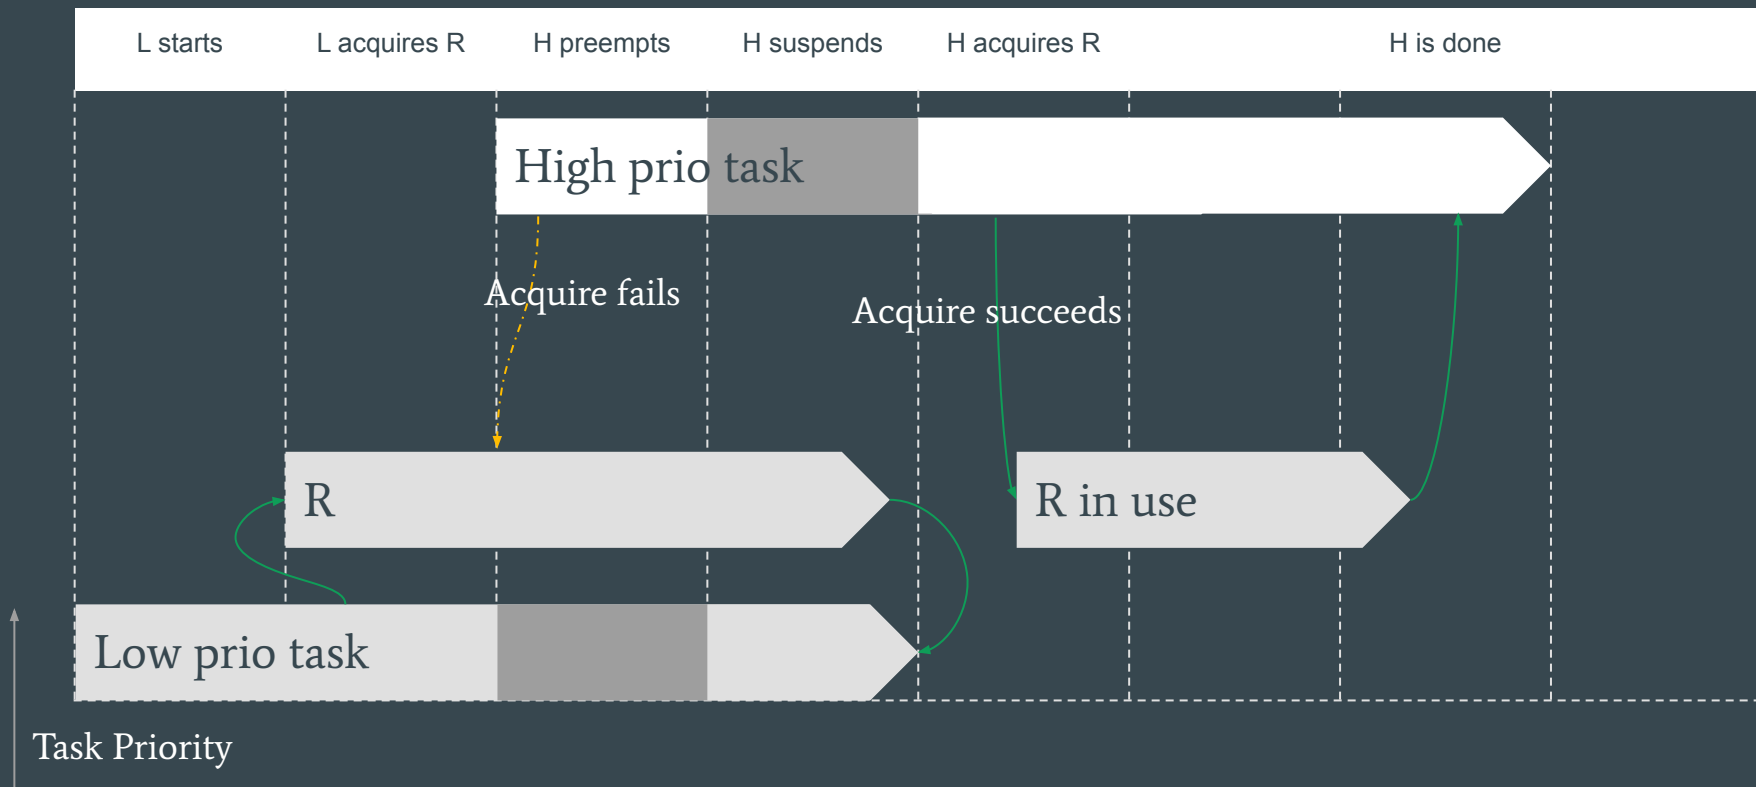 L starts
L acquires R
H preempts
H suspends
H acquires R
H is done
High prio task
Acquire fails
Acquire succeeds
R
R in use
Low prio task
Task Priority